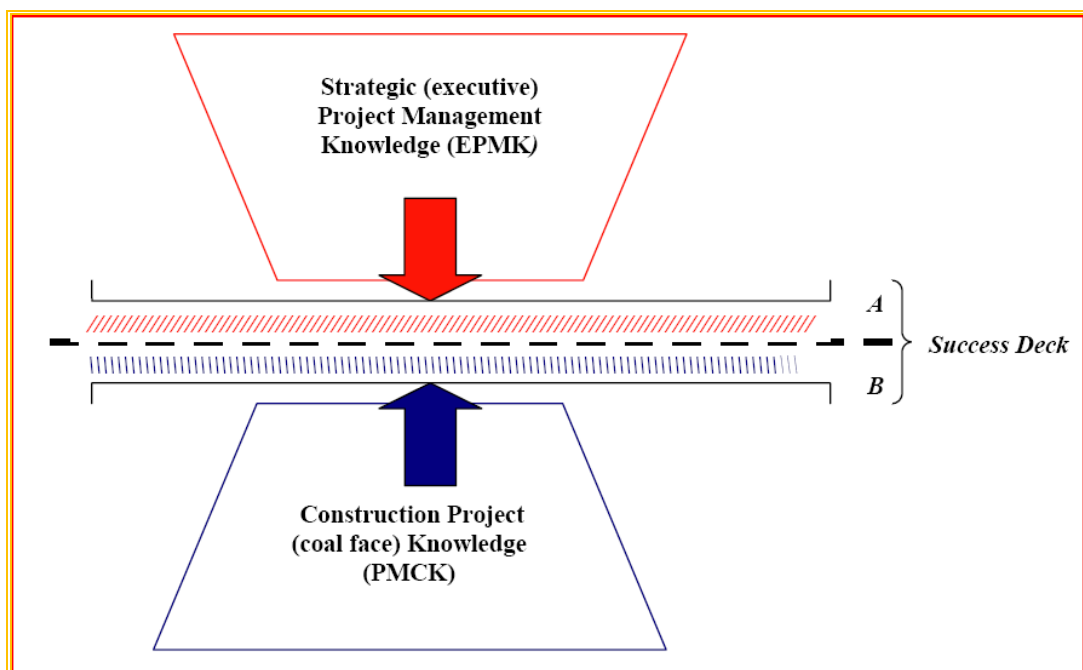 Strategic (executive)
Project Management
Knowledge (EPMK)
A
Success Deck
B
Construction Project
(coal face) Knowledge
(PMCK)